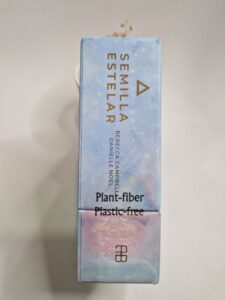 SEMILLA
ESTELAR
REBECCA CAMPBELL
DANIELLE NOEL
Plant-fiber
Plastic-free